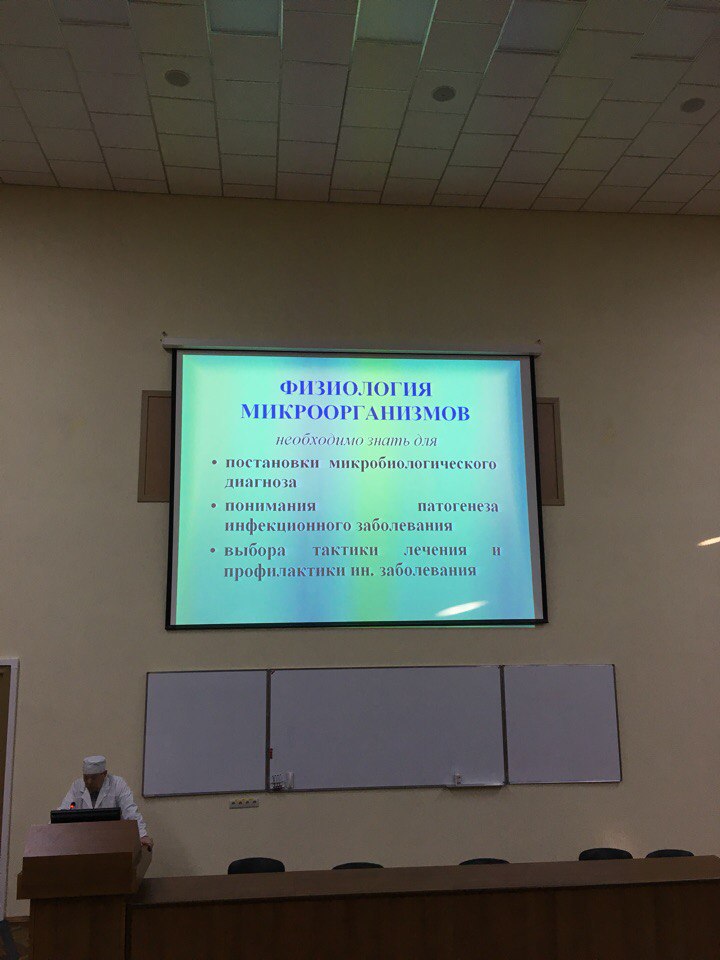 ФИЗИОЛОГИЯ
МИКРООРГАНИЗМОВ
необходимо знать для
• постановки микробиологического
диагноза
• понимания патогенеза
инфекционного заболевания
• выбора тактики лечения и
профилактики ин. заболевания